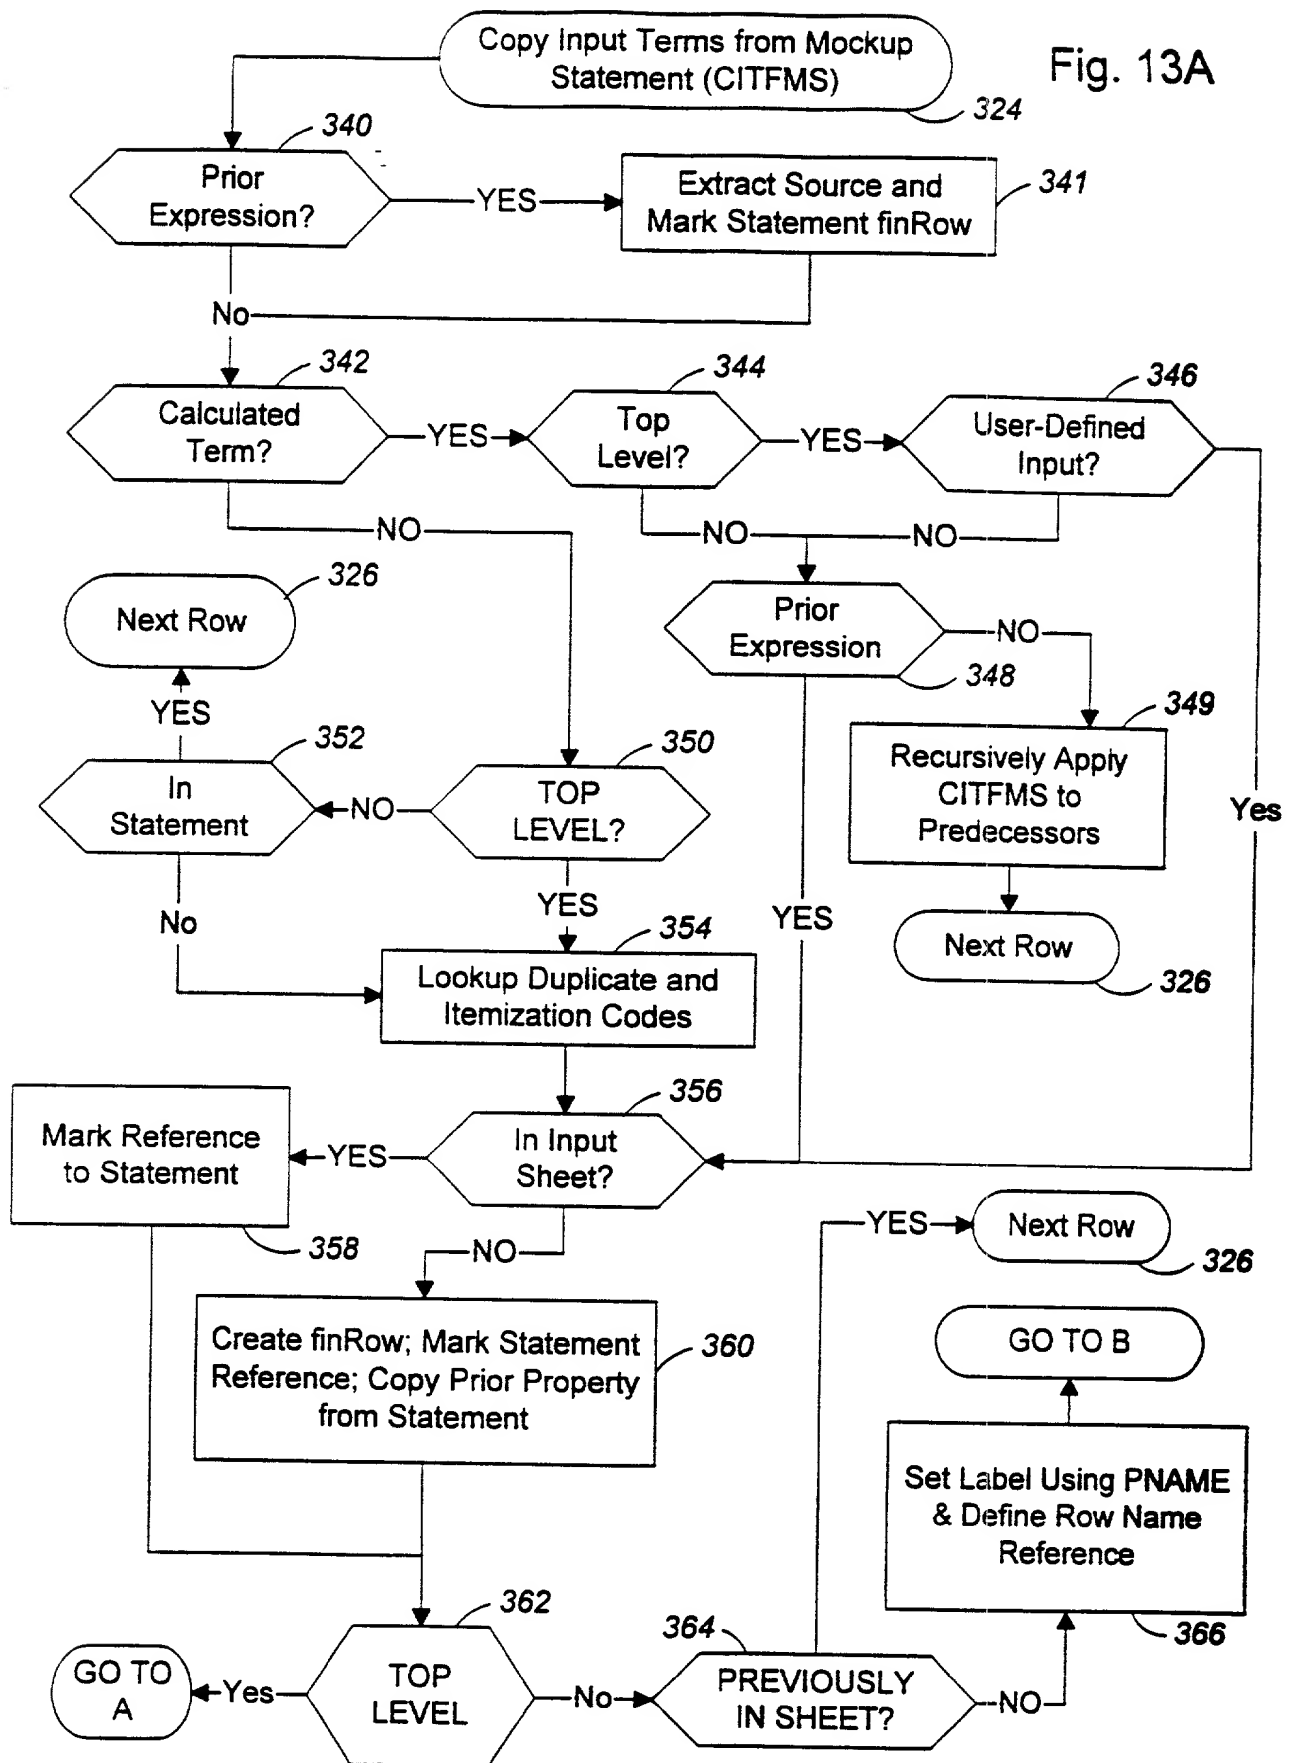 Copy Input Terms from Mockup
Statement (CITFMS)
Fig. 13A
324
340
Prior
Expression?
YES
Extract Source and
Mark Statement finRow
341
No
342
Calculated
Term?
YES
344
Top
Level?
YES
346
User-Defined
Input?
NO
NO
NO
326
Next Row
Prior
Expression
NO
348
YES
352
In
Statement
NO
350
TOP
LEVEL?
349
Recursively Apply
CITFMS to
Predecessors
Yes
YES
YES
No
354
Lookup Duplicate and
Itemization Codes
Next Row
326
356
In Input
Sheet?
YES
Mark Reference
to Statement
358
NO
YES
Next Row
326
Create finRow; Mark Statement
Reference; Copy Prior Property
from Statement
360
GO TO B
Set Label Using PNAME
& Define Row Name
Reference
366
362
TOP
LEVEL
Yes
GO TO
A
No
364
PREVIOUSLY
IN SHEET?
NO